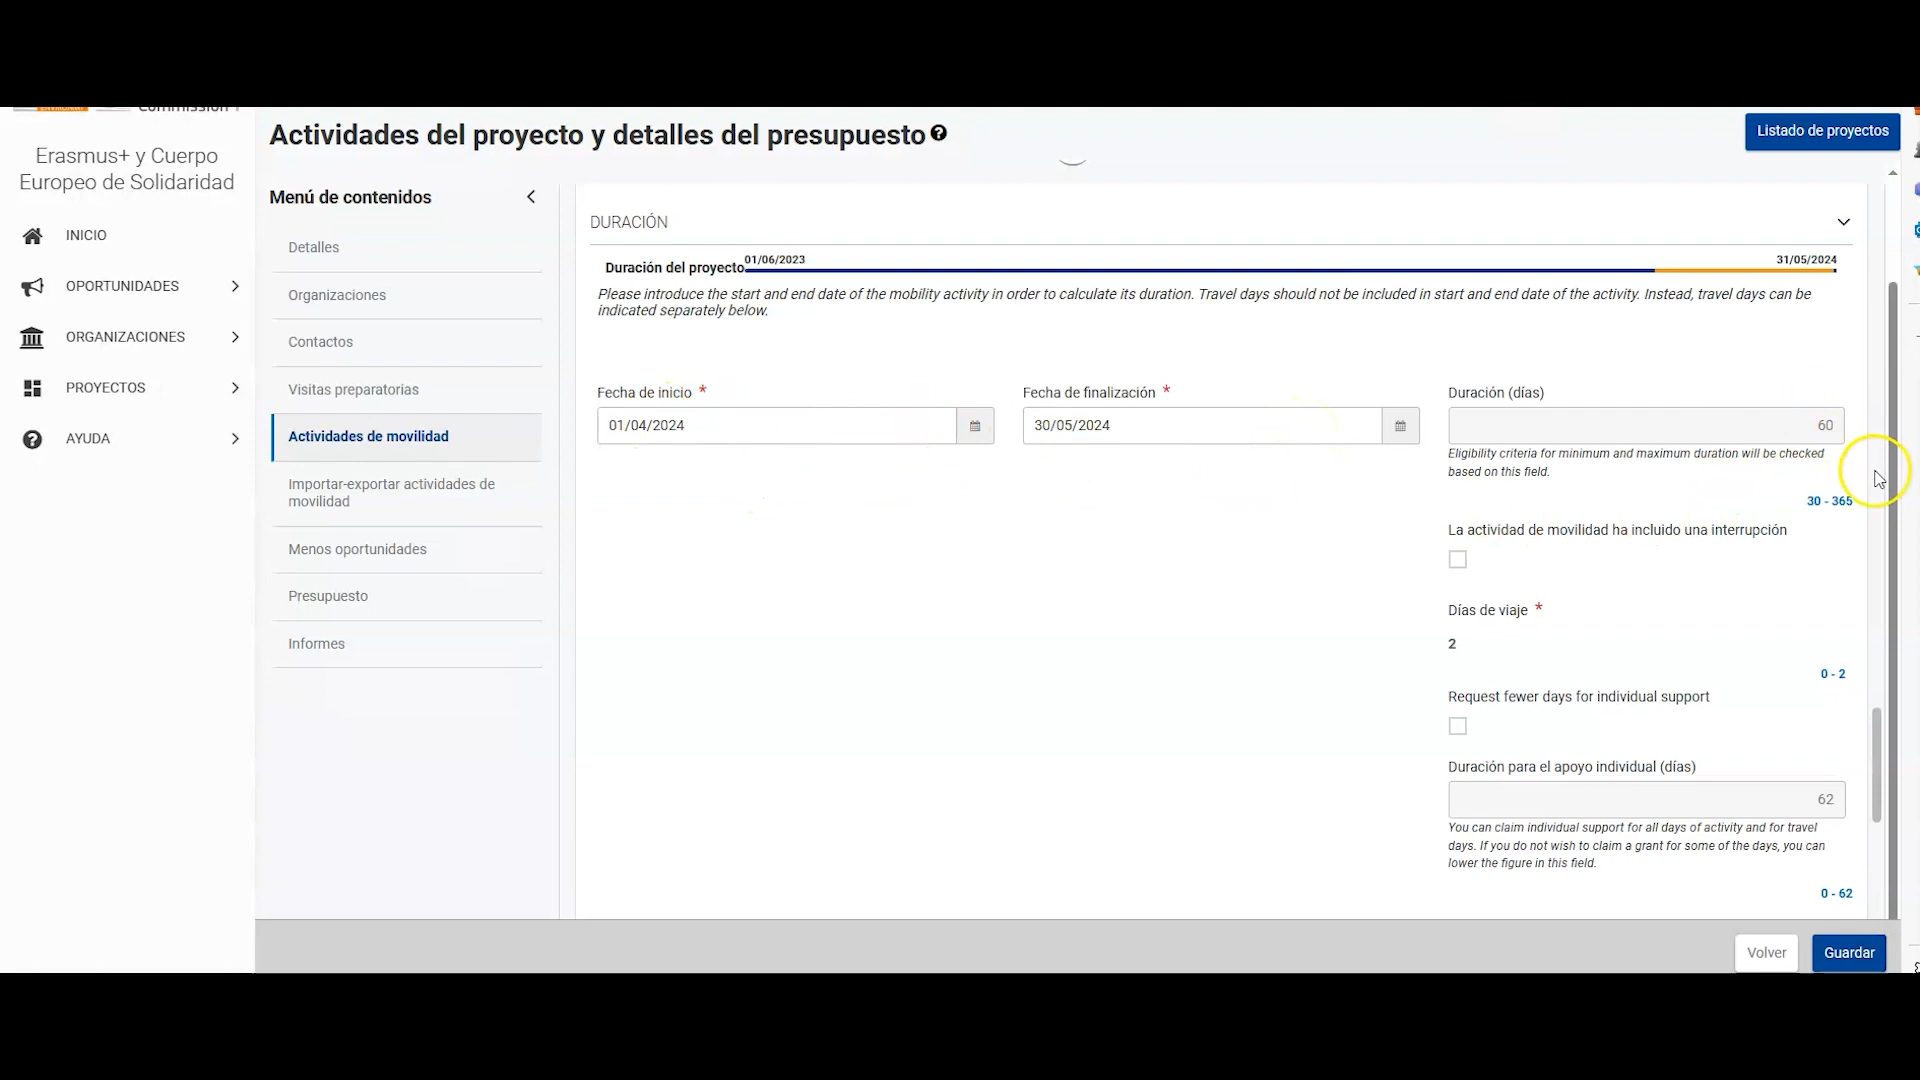 Commission
Actividades del proyecto y detalles del presupuesto
Listado de proyectos
Erasmus+ y Cuerpo
Europeo de Solidaridad
INICIO
OPORTUNIDADES
ORGANIZACIONES
PROYECTOS
AYUDA
Menú de contenidos
Detalles
Organizaciones
Contactos
Visitas preparatorias
Actividades de movilidad
Importar-exportar actividades de
movilidad
Menos oportunidades
Presupuesto
Informes
DURACIÓN
Duración del proyecto
01/06/2023
31/05/2024
Please introduce the start and end date of the mobility activity in order to calculate its duration. Travel days should not be included in start and end date of the activity. Instead, travel days can be
indicated separately below.
Fecha de inicio *
01/04/2024
Fecha de finalización *
30/05/2024
Duración (días)
60
Eligibility criteria for minimum and maximum duration will be checked
based on this field.
30 - 365
La actividad de movilidad ha incluido una interrupción
Días de viaje *
2
0 - 2
Request fewer days for individual support
Duración para el apoyo individual (días)
62
You can claim individual support for all days of activity and for travel
days. If you do not wish to claim a grant for some of the days, you can
lower the figure in this field.
0 - 62
Volver
Guardar